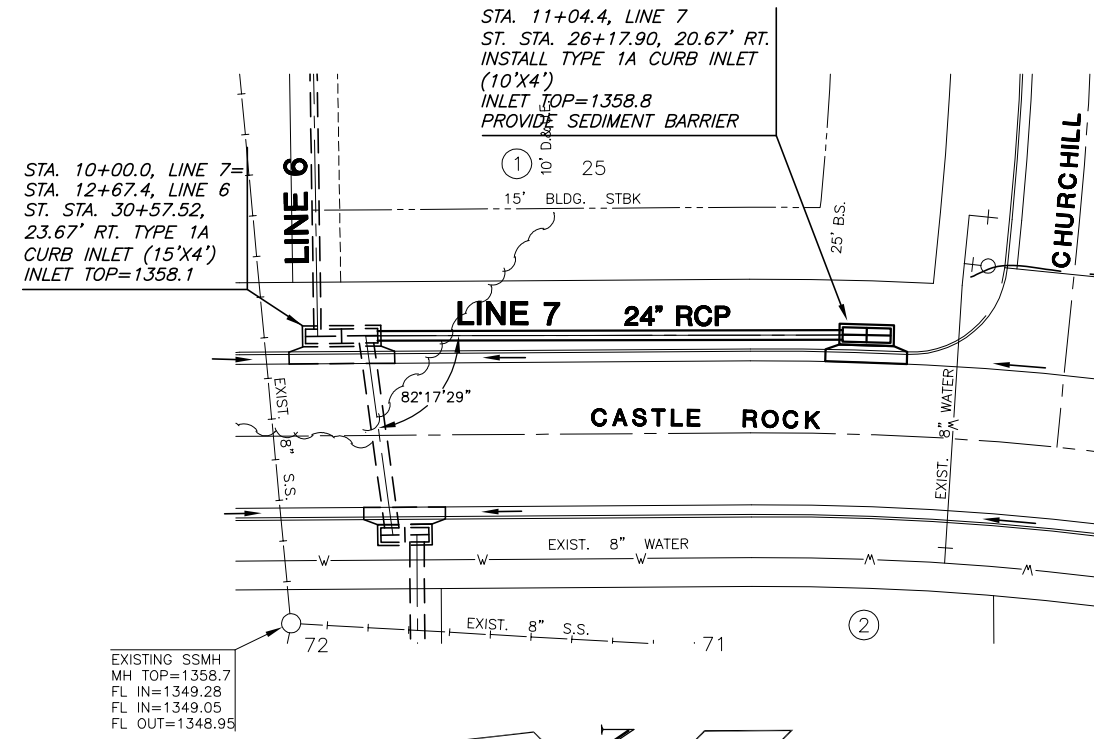 STA. 11+04.4, LINE 7
ST. STA. 26+17.90, 20.67' RT.
INSTALL TYPE 1A CURB INLET
(10'X4')
INLET TOP=1358.8
PROVIDE SEDIMENT BARRIER
10' D.&U.E.
1
25
15' BLDG. STBK
25' B.S.
CHURCHILL
STA. 10+00.0, LINE 7=
STA. 12+67.4, LINE 6
ST. STA. 30+57.52,
23.67' RT. TYPE 1A
CURB INLET (15'X4')
INLET TOP=1358.1
LINE 6
LINE 7 24" RCP
82°17'29"
CASTLE ROCK
EXIST. 8" S.S.
EXIST. 8" WATER W
EXIST. 8" WATER
W W W W W
EXIST. 8" S.S.
72
71
2
EXISTING SSMH
MH TOP=1358.7
FL IN=1349.28
FL IN=1349.05
FL OUT=1348.95